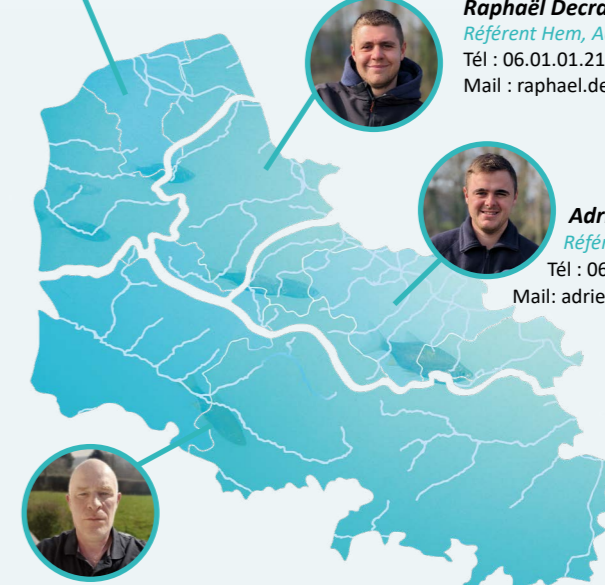 Raphaël Decra
Référent Hem, A
Tél : 06.01.01.21
Mail : raphael.de
Adr
Référ
Tél : 06
Mail: adrie